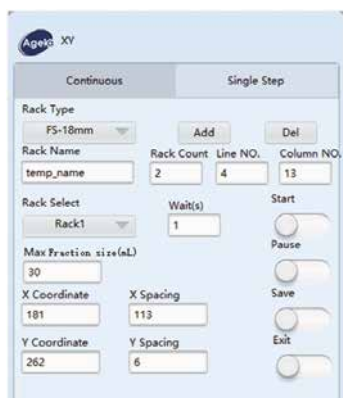 Agela XY
Continuous Single Step
Rack Type
FS-18mm Add Del
Rack Name Rack Count Line NO. Column NO.
temp_name 2 4 13
Rack Select Wait(s) Start
Rack1 1
Pause
Max Fraction size(mL)
30
X Coordinate X Spacing Save
181 113
Y Coordinate Y Spacing Exit
262 6